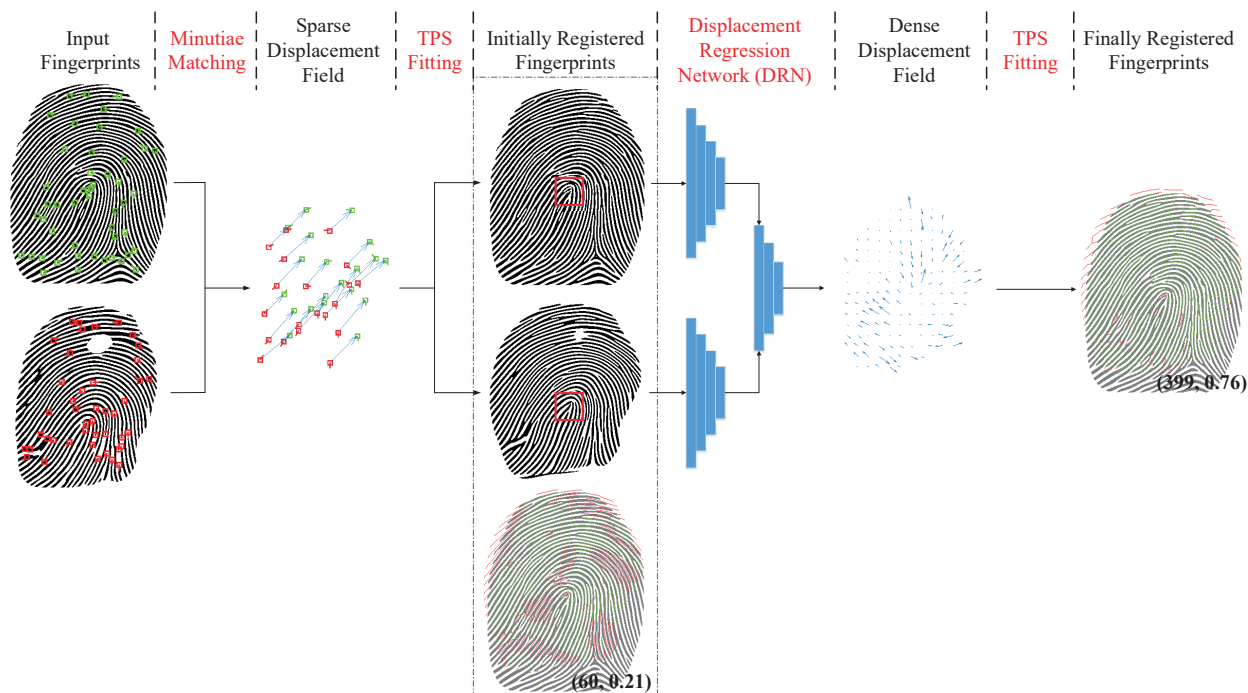 Input
Fingerprints
Minutiae
Matching
Sparse
Displacement
Field
TPS
Fitting
Initially Registered
Fingerprints
Displacement
Regression
Network (DRN)
Dense
Displacement
Field
TPS
Fitting
Finally Registered
Fingerprints
(399, 0.76)
(60, 0.21)